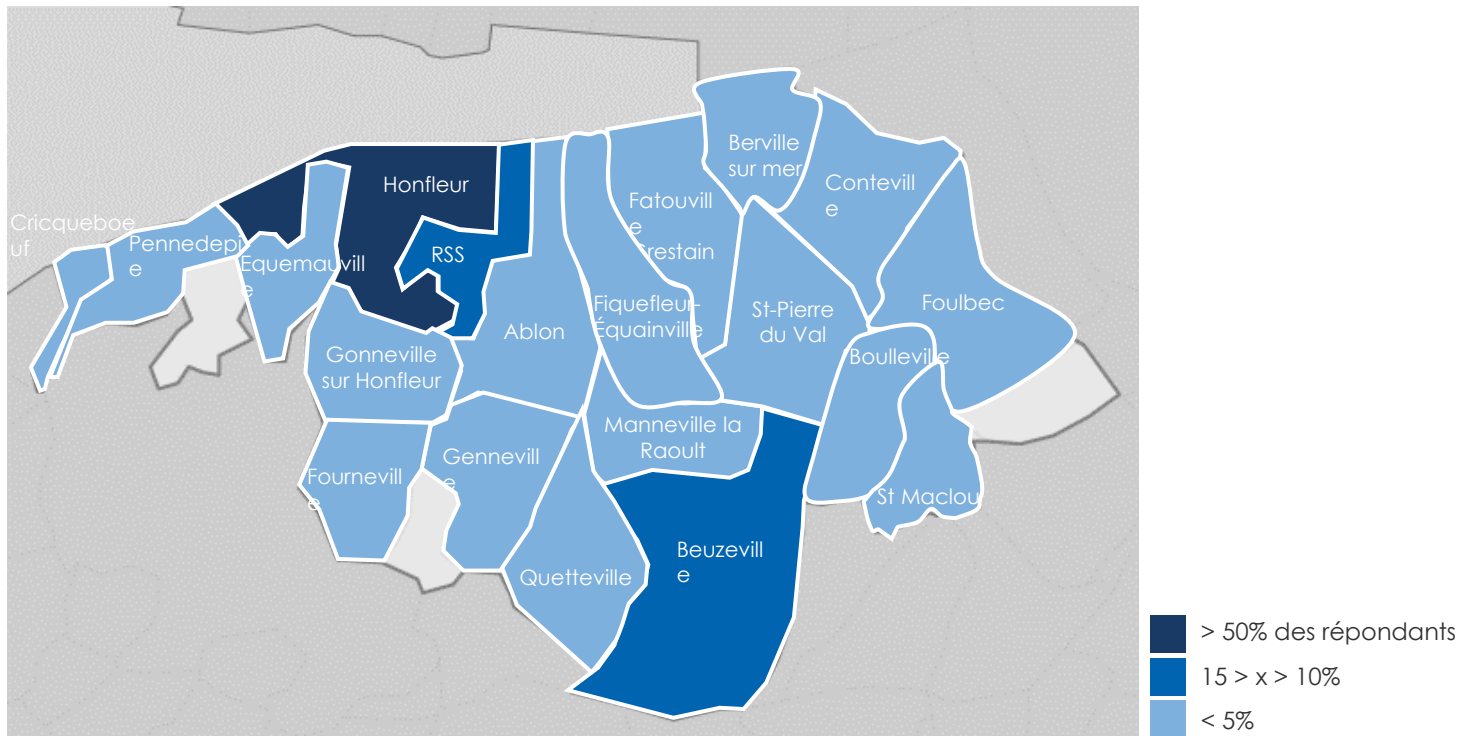 Berville
sur mer
Honfleur
Contevill
e
Fatouvill
e
Grestain
Cricqueboe
uf
Pennedepi
e
Equemauvill
e
RSS
Foulbec
Fiquefleur-
Équainville
St-Pierre
du Val
Ablon
Gonneville
sur Honfleur
Boulleville
Manneville la
Raoult
Gennevill
e
Fournevill
e
St Maclou
Beuzevill
e
Quetteville
> 50% des répondants
15 > x > 10%
< 5%